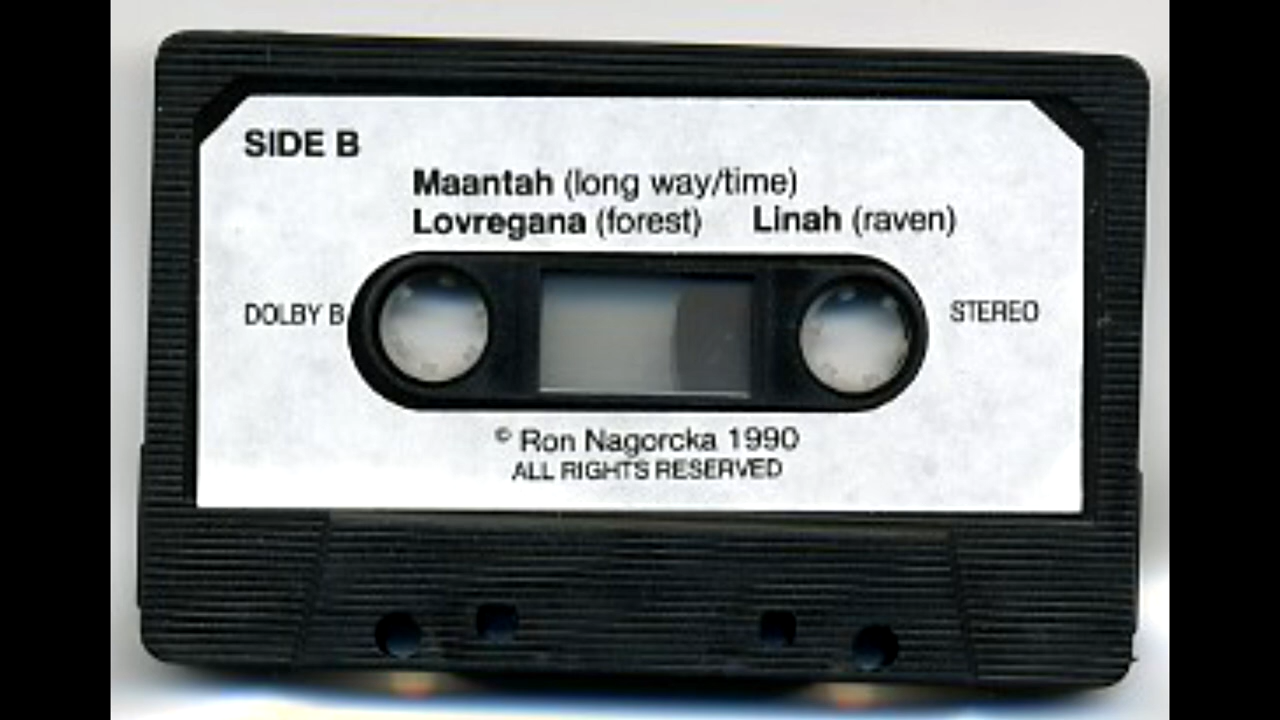 SIDE B
Maantah (long way/time)
Lovregana (forest) Linah (raven)
DOLBY B
STEREO
© Ron Nagorcka 1990
ALL RIGHTS RESERVED